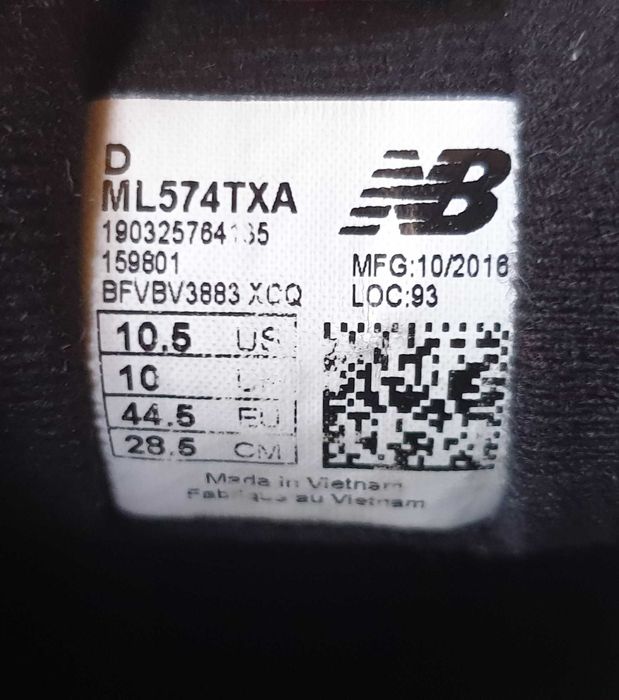 D
ML574TXA
NB
159801
MFG:10/2016
BFVBV3883 XCQ
LOC:93
10.5 US
10
44.5 EU
28.5 CM
Made in Vietnam
Fabriqué au Vietnam